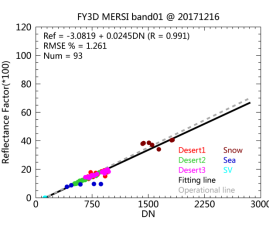 FY3D MERSI band01 @ 20171216
Ref = -3.0819 + 0.0245DN (R = 0.991)
RMSE % = 1.261
Num = 93
Reflectance Factor(*100)
120
100
80
60
40
20
0
Desert1 Snow
Desert2 Sea
Desert3 SV
Fitting line
Operational line
0 750 1500 2250 3000
DN